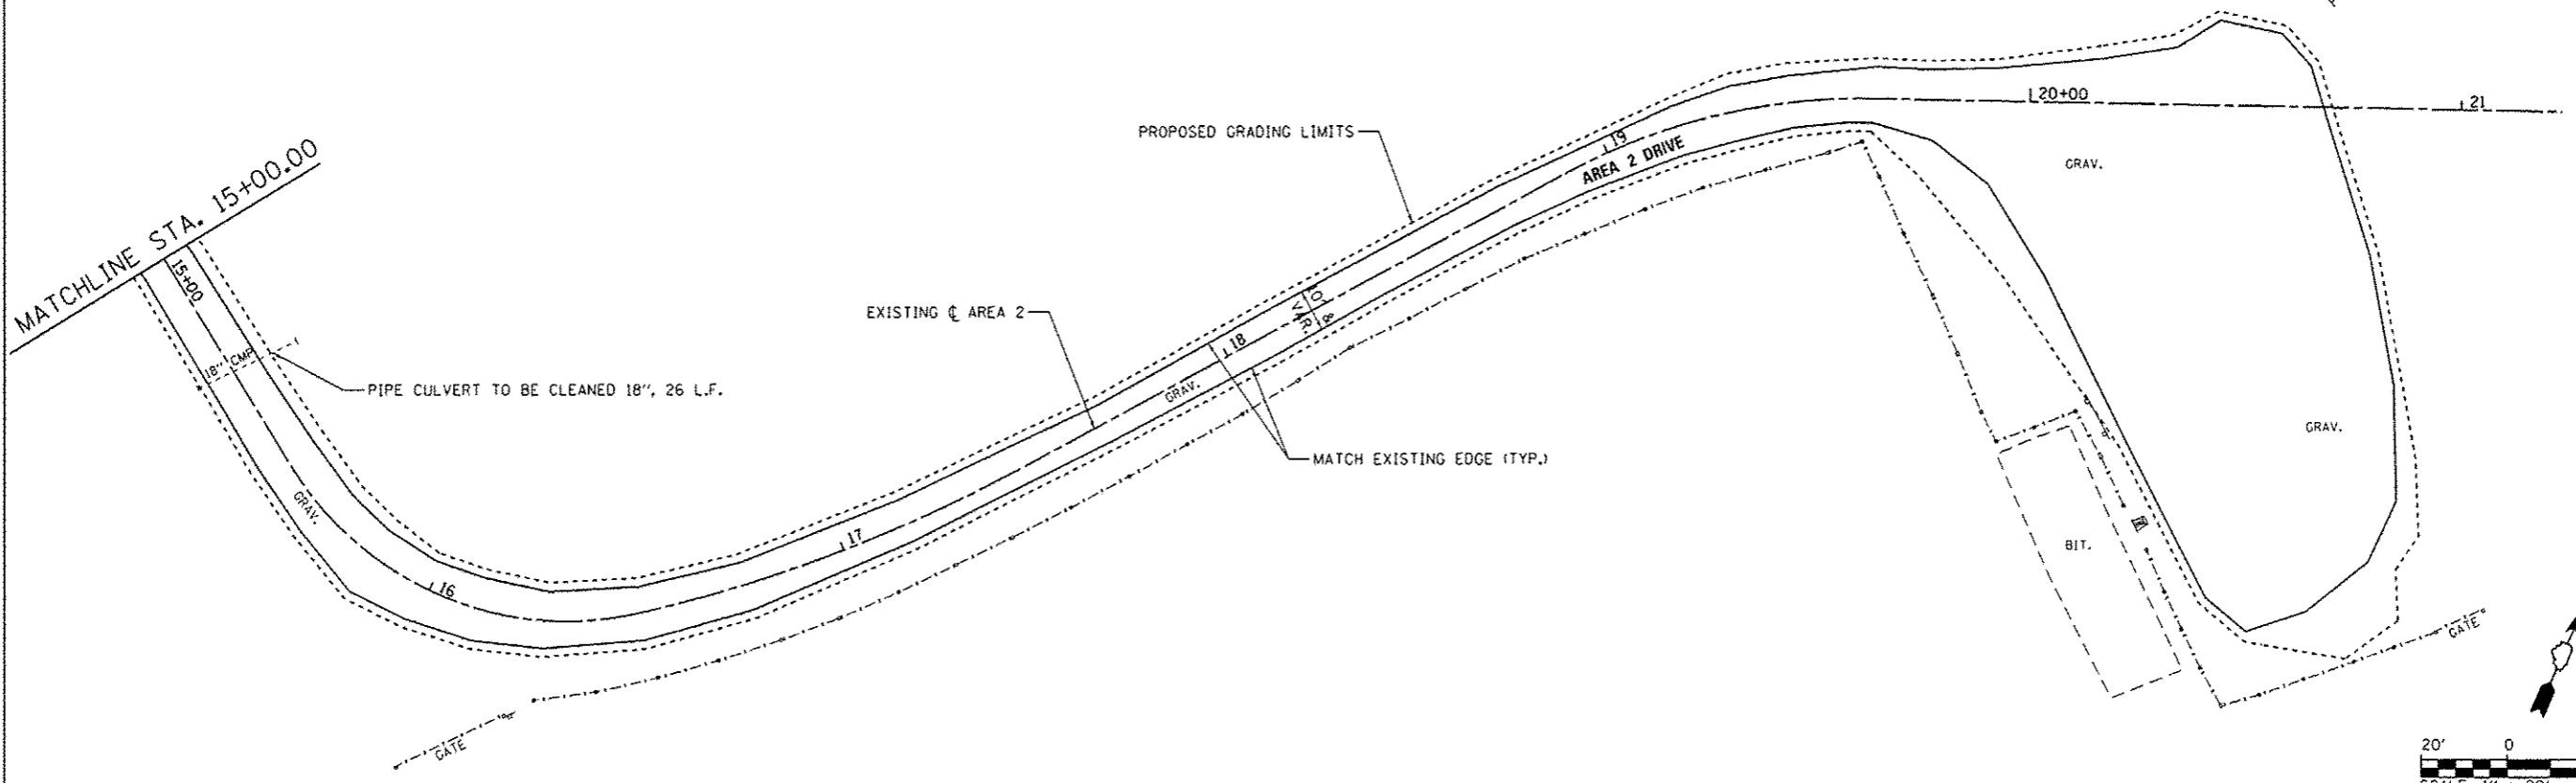 20+00
21
PROPOSED GRADING LIMITS
19
AREA 2 DRIVE
GRAV.
MATCHLINE STA. 15+00.00
15+00
EXISTING ℄ AREA 2
10' &
VAR.
18
18" CMP
PIPE CULVERT TO BE CLEANED 18", 26 L.F.
GRAV.
GRAV.
MATCH EXISTING EDGE (TYP.)
GRAV.
17
BIT.
16
GATE
GATE
20' 0